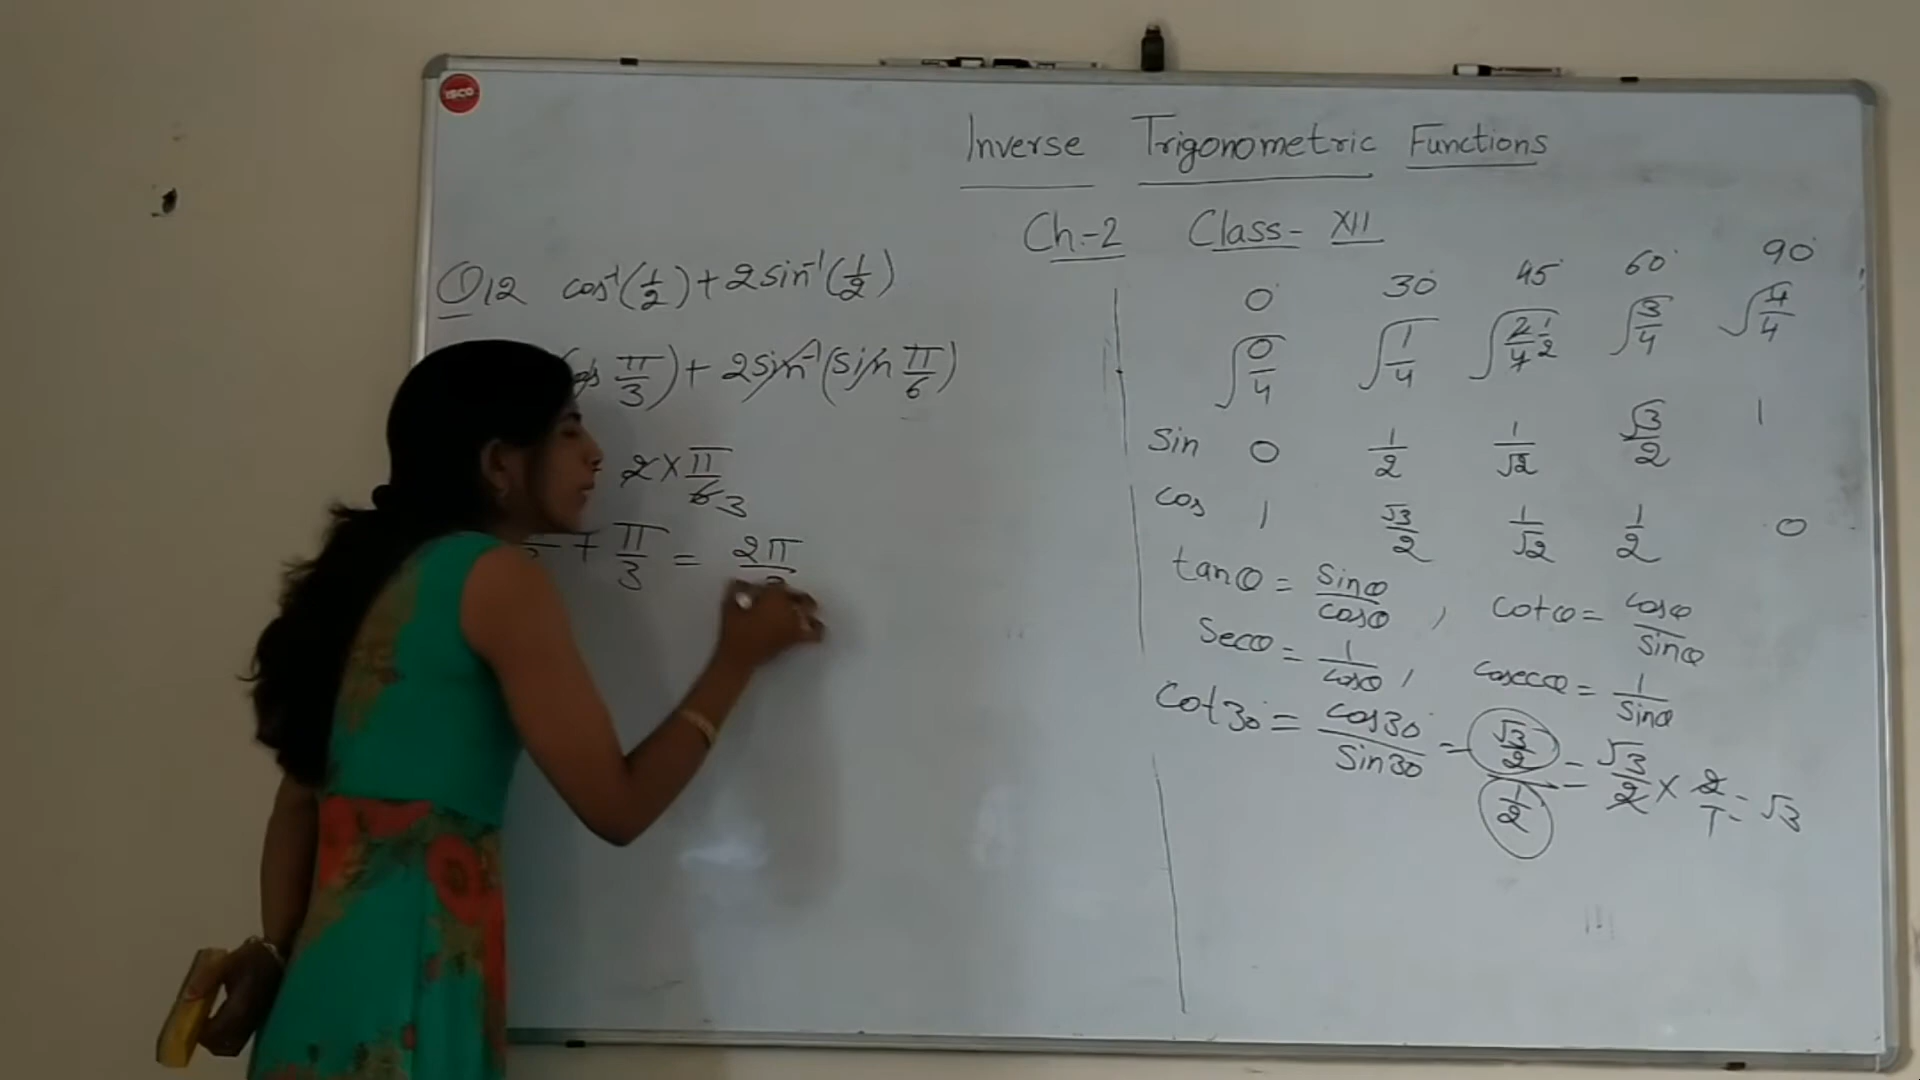 ISCO
Inverse Trigonometric Functions
Ch.-2 Class- XII
Q12 cos⁻¹(1/2) + 2sin⁻¹(1/2)
π/3) + 2sin⁻¹(sin π/6)
2 × π/6 3
+ π/3 = 2π/3
0° 30° 45° 60° 90°
√0/4 √1/4 √2/4 1/2 √3/4 √4/4
sin 0 1/2 1/√2 √3/2 1
cos 1 √3/2 1/√2 1/2 0
tanθ = sinθ/cosθ , cotθ = cosθ/sinθ
Secθ = 1/cosθ , cosecθ = 1/sinθ
Cot30° = cos30°/sin30 = √3/2 / 1/2 = √3/2 × 2/1 = √3